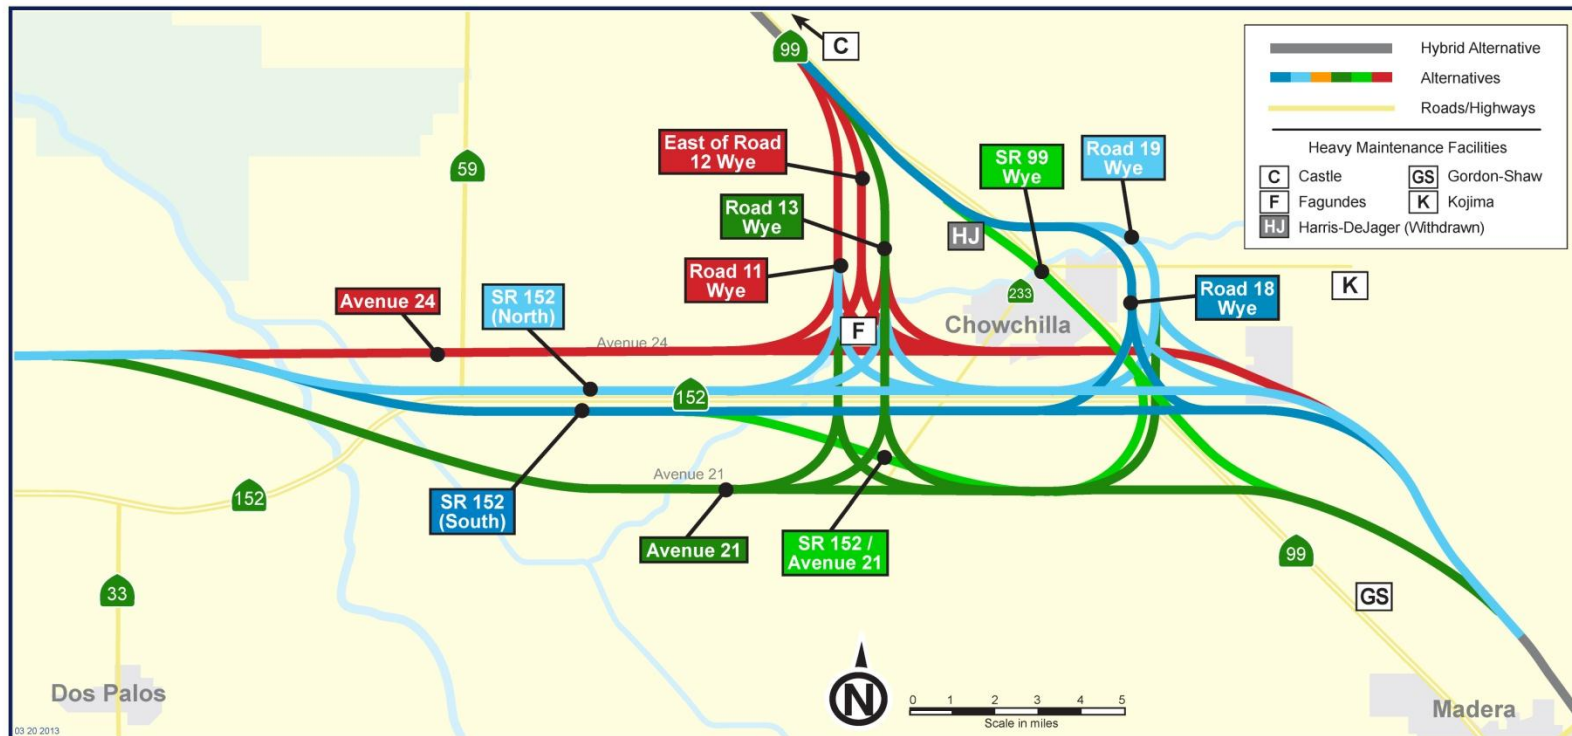 99
C
Hybrid Alternative
Alternatives
Roads/Highways
Heavy Maintenance Facilities
C Castle
GS Gordon-Shaw
F Fagundes
K Kojima
HJ Harris-DeJager (Withdrawn)
59
East of Road
12 Wye
SR 99
Wye
Road 19
Wye
Road 13
Wye
HJ
Road 11
Wye
Avenue 24
SR 152
(North)
233
Road 18
Wye
K
Chowchilla
F
Avenue 24
152
152
SR 152
(South)
Avenue 21
Avenue 21
SR 152 /
Avenue 21
99
33
GS
Dos Palos
N
0 1 2 3 4 5
Scale in miles
Madera
03 20 2013